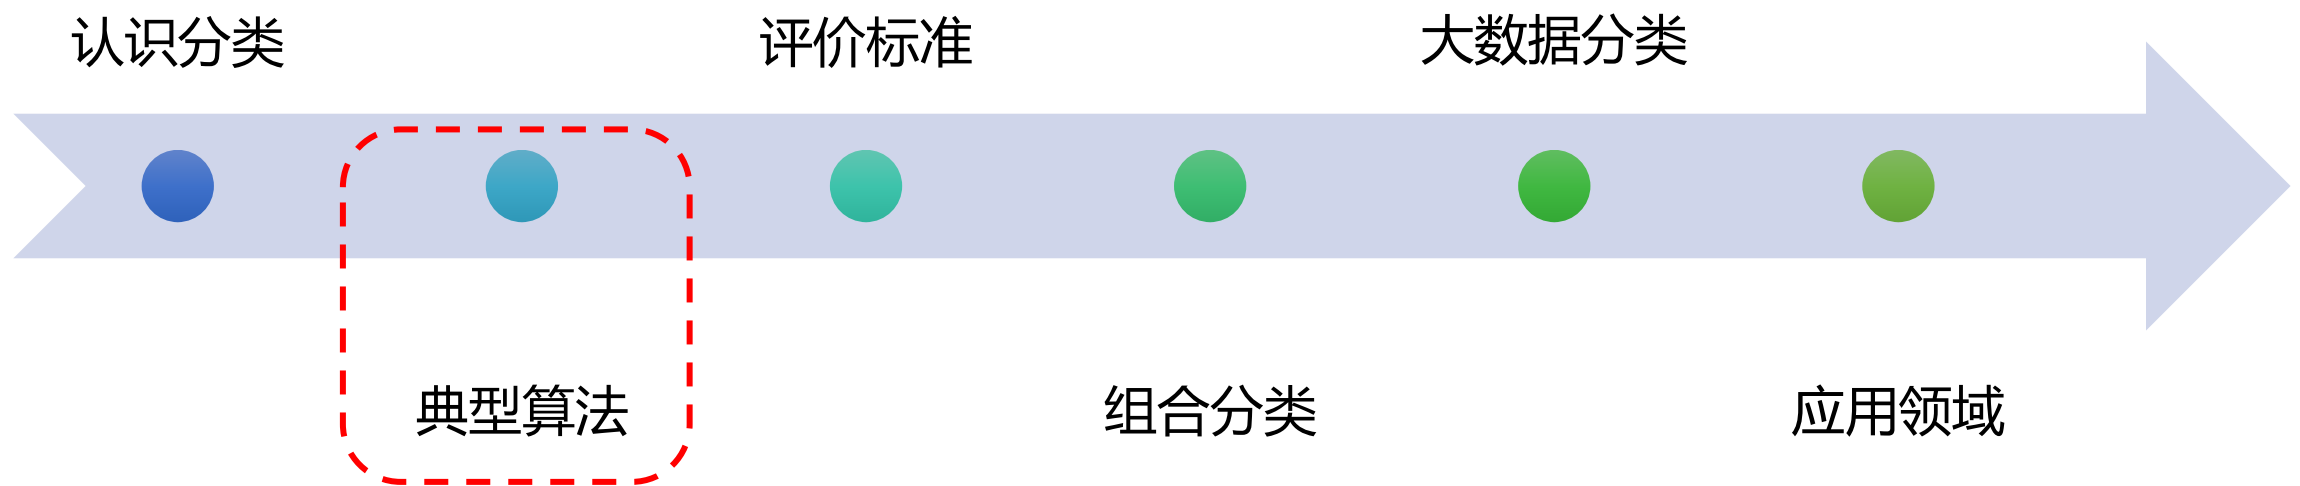 认识分类
评价标准
大数据分类
典型算法
组合分类
应用领域